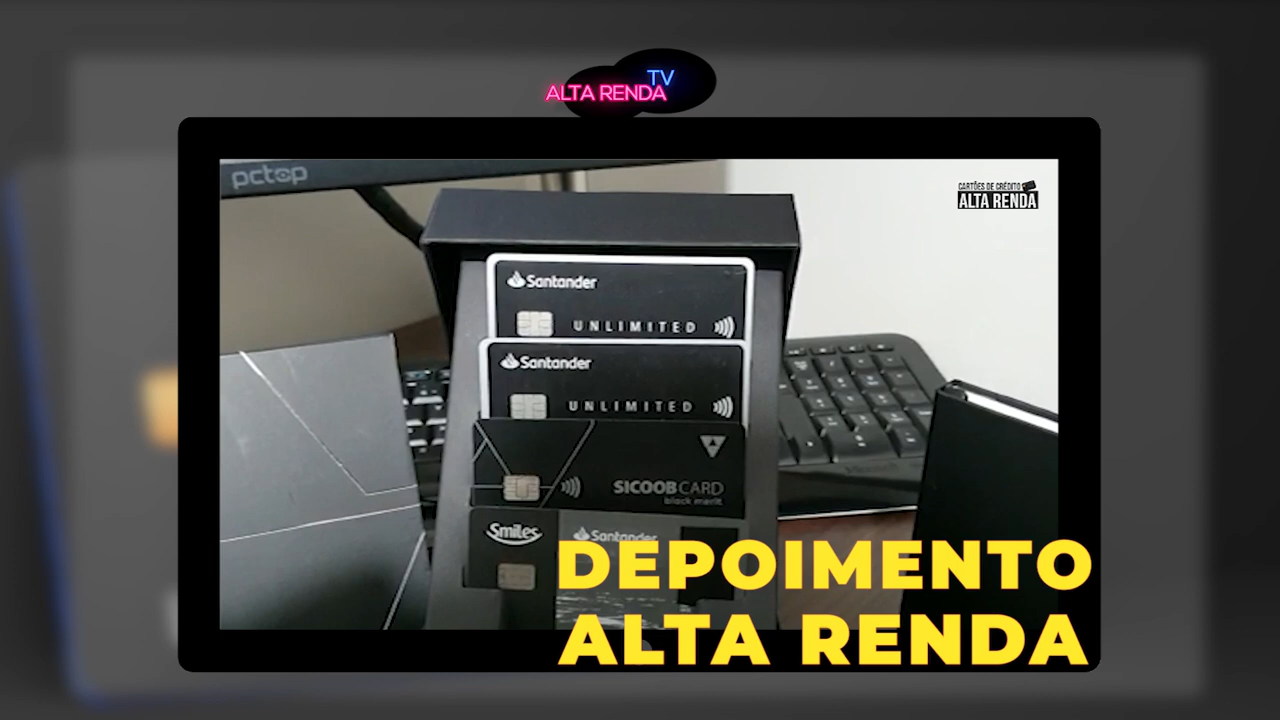 TV
ALTA RENDA
pctop
CARTÕES DE CRÉDITO
ALTA RENDA
Santander
UNLIMITED
Santander
UNLIMITED
SICOOBCARD
black merit
Smiles
Santander
DEPOIMENTO
ALTA RENDA